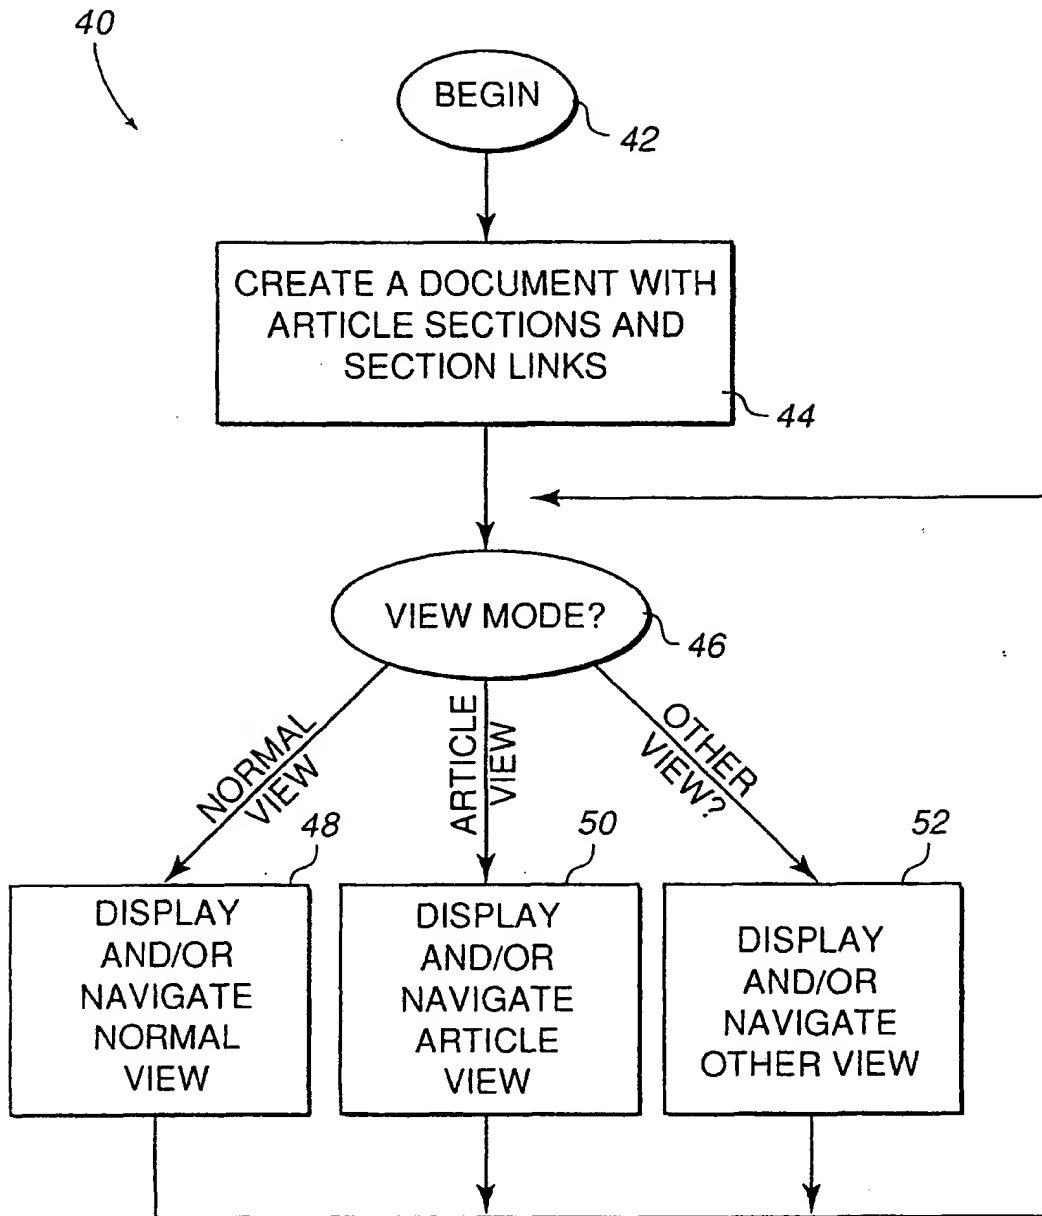 40
BEGIN
42
CREATE A DOCUMENT WITH
ARTICLE SECTIONS AND
SECTION LINKS
44
VIEW MODE?
46
NORMAL
VIEW
ARTICLE
VIEW
OTHER
VIEW?
48
50
52
DISPLAY
AND/OR
NAVIGATE
NORMAL
VIEW
DISPLAY
AND/OR
NAVIGATE
ARTICLE
VIEW
DISPLAY
AND/OR
NAVIGATE
OTHER VIEW